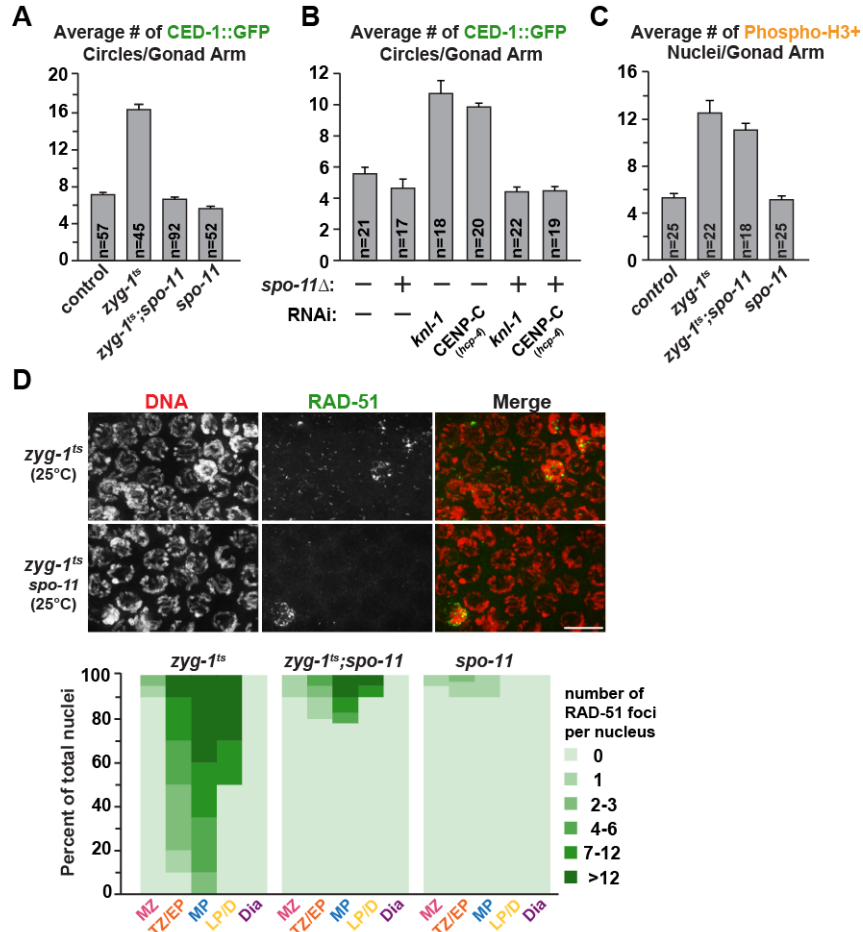 A
Average # of CED-1::GFP
Circles/Gonad Arm
20
16
12
8
4
0
n=57
n=45
n=92
n=52
control
zyg-1ts
zyg-1ts;spo-11
spo-11
B
Average # of CED-1::GFP
Circles/Gonad Arm
12
10
8
6
4
2
0
n=21
n=17
n=18
n=20
n=22
n=19
spo-11Δ: − + − − + +
RNAi: − − knl-1 CENP-C (hcp-4) knl-1 CENP-C (hcp-4)
C
Average # of Phospho-H3+
Nuclei/Gonad Arm
16
12
8
4
0
n=25
n=22
n=18
n=25
control
zyg-1ts
zyg-1ts;spo-11
spo-11
D
DNA RAD-51 Merge
zyg-1ts
(25°C)
zyg-1ts
spo-11
(25°C)
zyg-1ts zyg-1ts;spo-11 spo-11
Percent of total nuclei
100
80
60
40
20
0
MZ TZ/EP MP LP/D Dia
MZ TZ/EP MP LP/D Dia
MZ TZ/EP MP LP/D Dia
number of
RAD-51 foci
per nucleus
0
1
2-3
4-6
7-12
>12